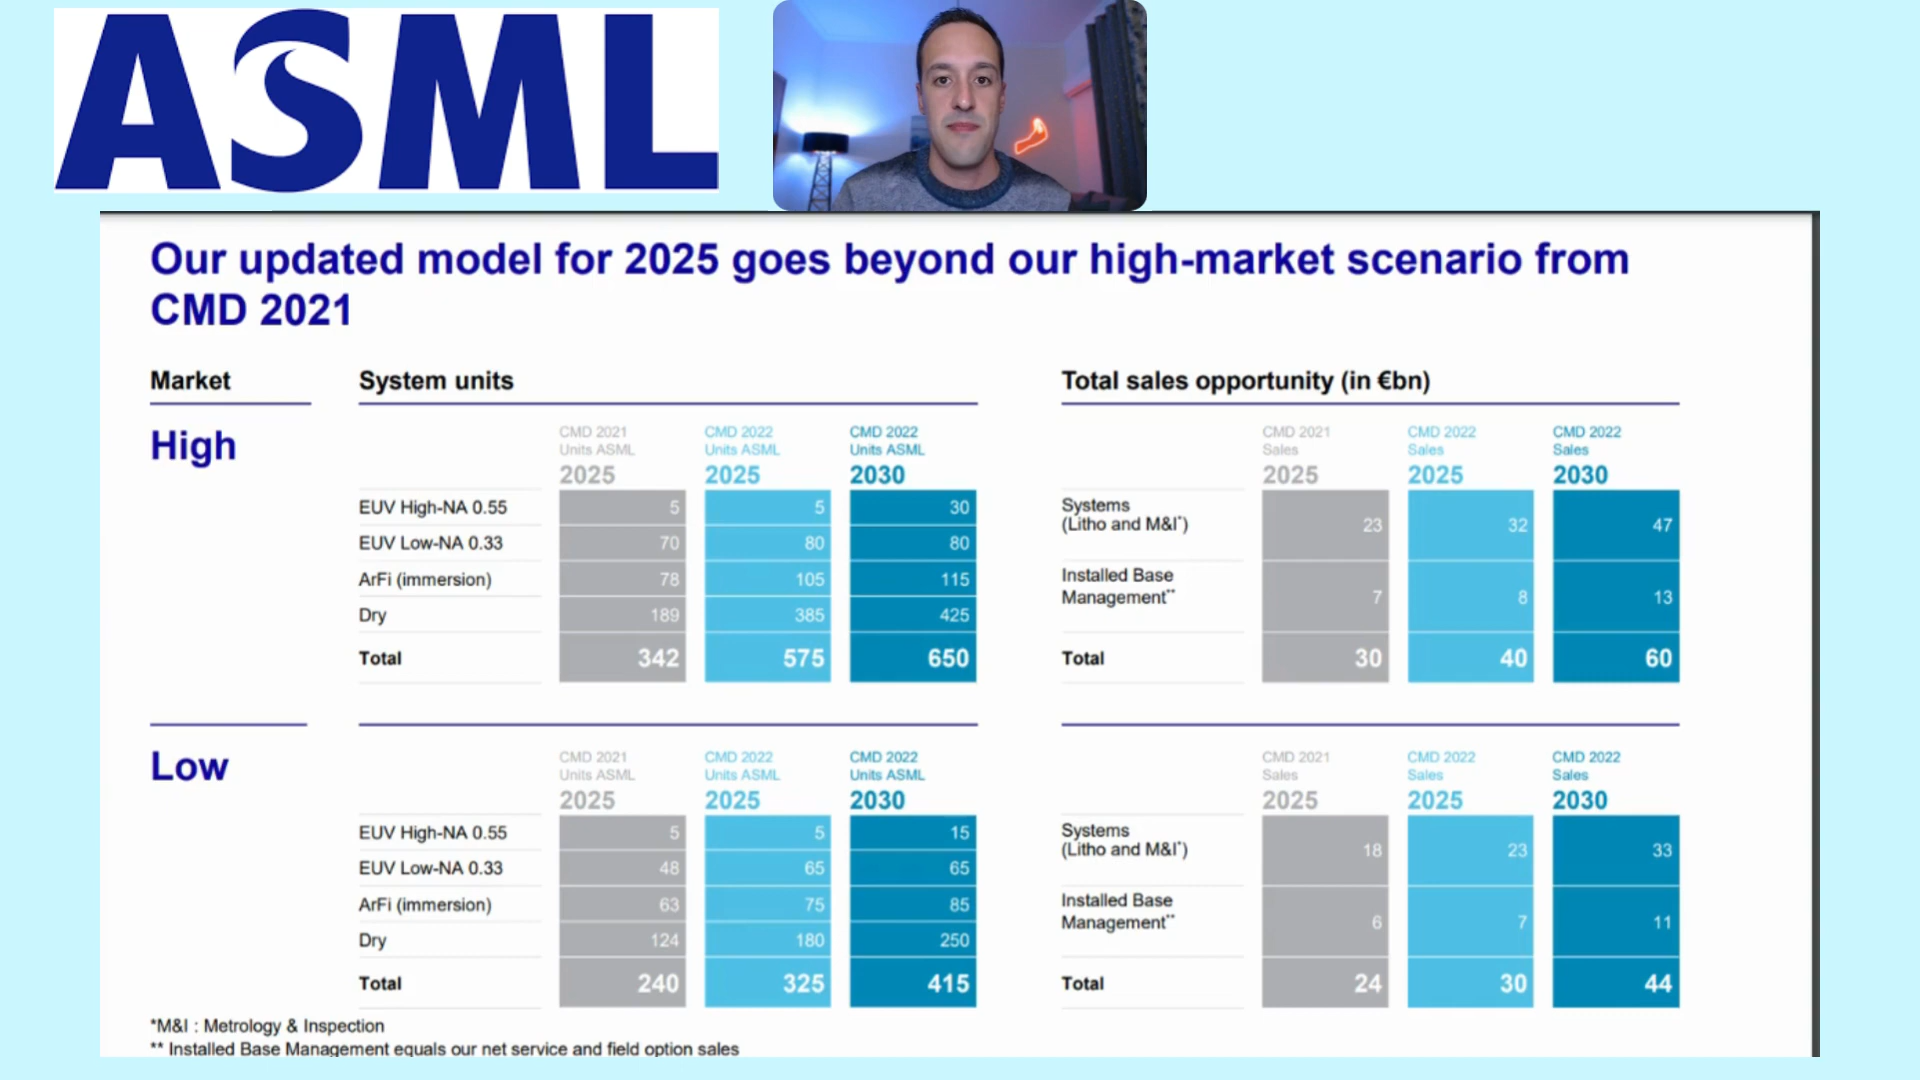 ASML
Our updated model for 2025 goes beyond our high-market scenario from
CMD 2021
Market System units Total sales opportunity (in €bn)
High
CMD 2021 CMD 2022 CMD 2022 CMD 2021 CMD 2022 CMD 2022
Units ASML Units ASML Units ASML Sales Sales Sales
2025 2025 2030 2025 2025 2030
EUV High-NA 0.55 5 5 30
EUV Low-NA 0.33 70 80 80
ArFi (immersion) 78 105 115
Dry 189 385 425
Total 342 575 650
Systems
(Litho and M&I*) 23 32 47
Installed Base
Management** 7 8 13
Total 30 40 60
Low
CMD 2021 CMD 2022 CMD 2022 CMD 2021 CMD 2022 CMD 2022
Units ASML Units ASML Units ASML Sales Sales Sales
2025 2025 2030 2025 2025 2030
EUV High-NA 0.55 5 5 15
EUV Low-NA 0.33 48 65 65
ArFi (immersion) 63 75 85
Dry 124 180 250
Total 240 325 415
Systems
(Litho and M&I*) 18 23 33
Installed Base
Management** 6 7 11
Total 24 30 44
*M&I : Metrology & Inspection
** Installed Base Management equals our net service and field option sales